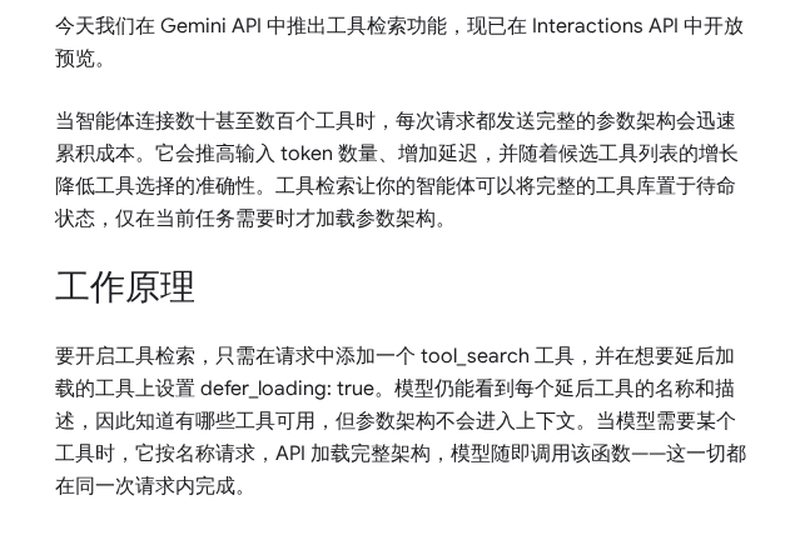 今天我们在 Gemini API 中推出工具检索功能，现已在 Interactions API 中开放
预览。
当智能体连接数十甚至数百个工具时，每次请求都发送完整的参数架构会迅速
累积成本。它会推高输入 token 数量、增加延迟，并随着候选工具列表的增长
降低工具选择的准确性。工具检索让你的智能体可以将完整的工具库置于待命
状态，仅在当前任务需要时才加载参数架构。
工作原理
要开启工具检索，只需在请求中添加一个 tool_search 工具，并在想要延后加
载的工具上设置 defer_loading: true。模型仍能看到每个延后工具的名称和描
述，因此知道有哪些工具可用，但参数架构不会进入上下文。当模型需要某个
工具时，它按名称请求，API 加载完整架构，模型随即调用该函数——这一切都
在同一次请求内完成。